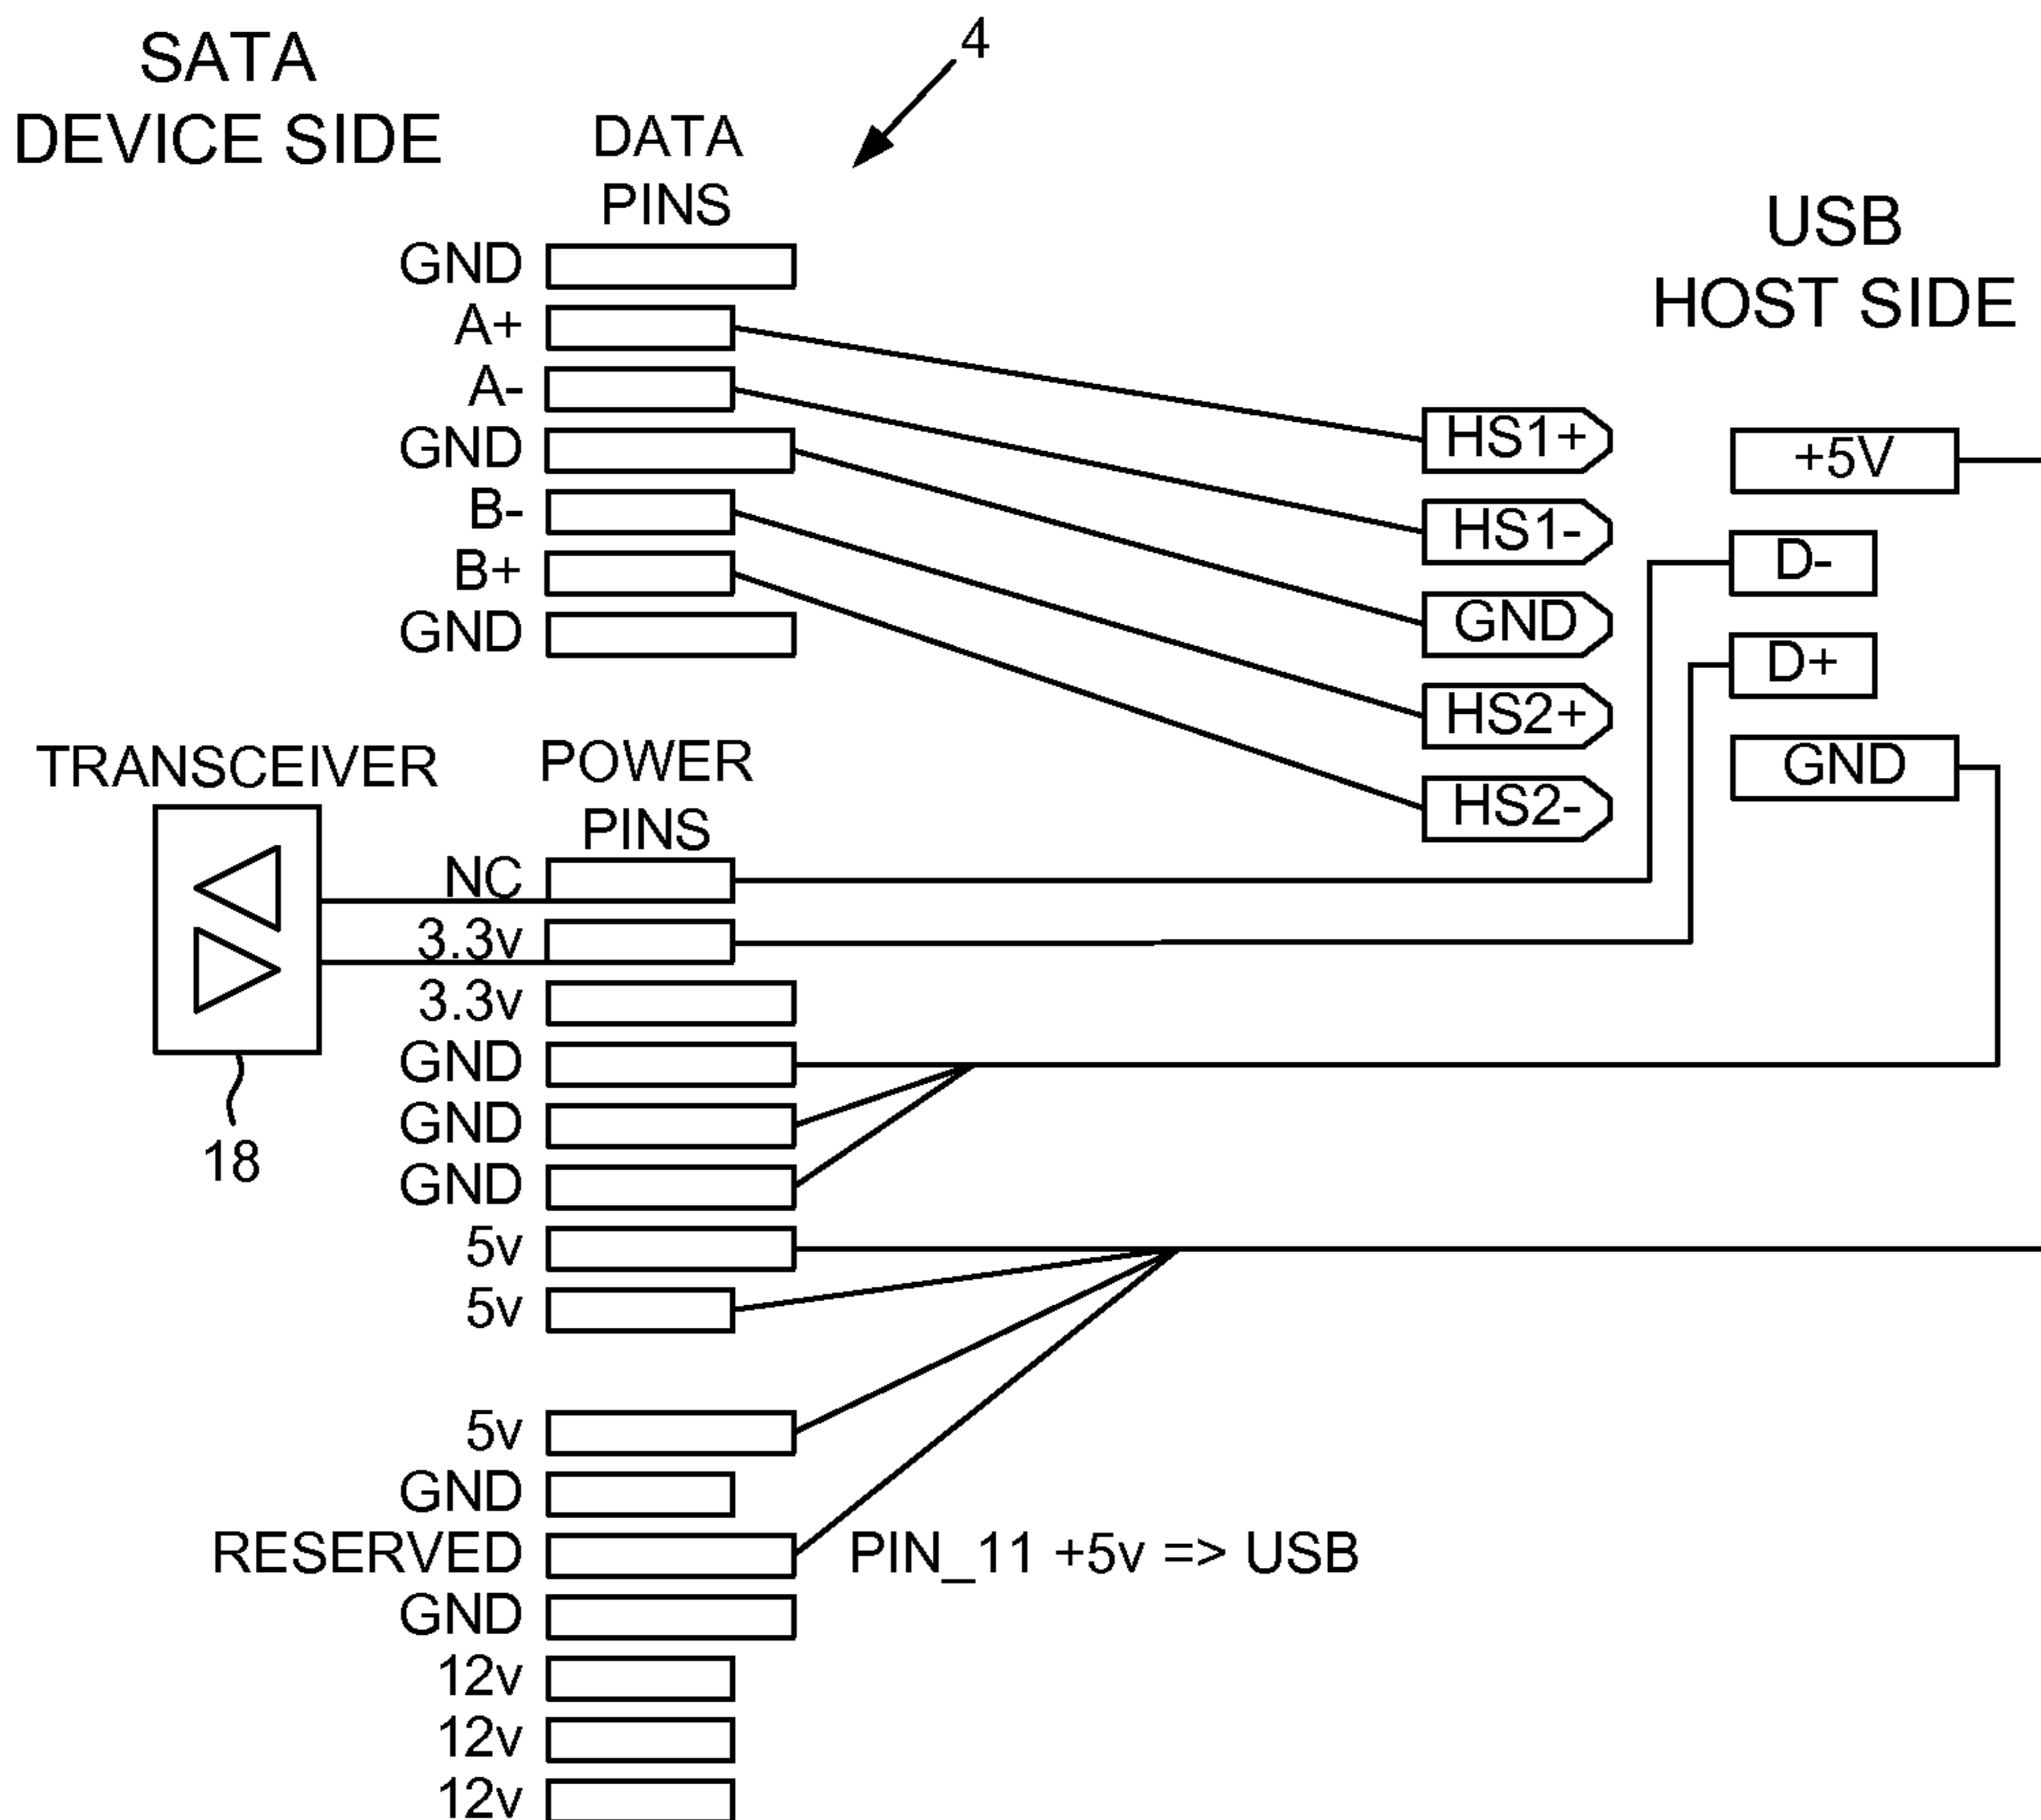 SATA
DEVICE SIDE
4
DATA
PINS
USB
HOST SIDE
GND
A+
A-
GND
B-
B+
GND
HS1+
HS1-
GND
HS2+
HS2-
+5V
D-
D+
GND
TRANSCEIVER
18
POWER
PINS
NC
3.3v
3.3v
GND
GND
GND
5v
5v
5v
GND
RESERVED
PIN_11 +5v => USB
GND
12v
12v
12v